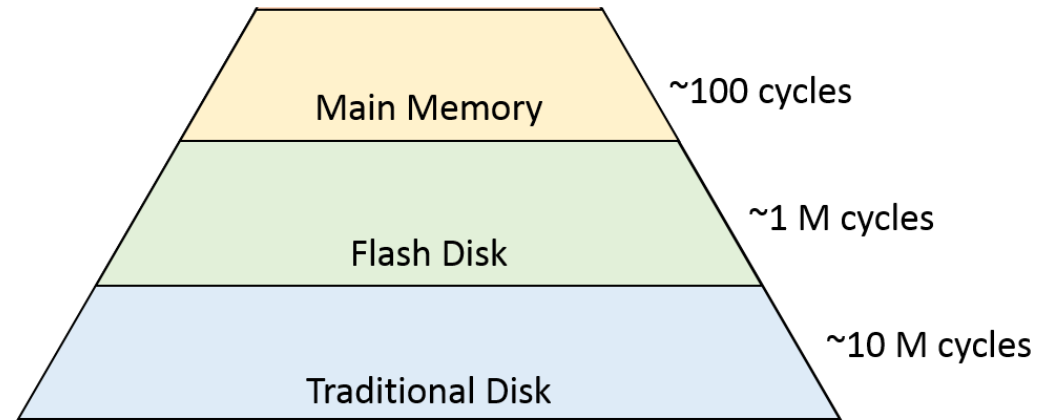 Main Memory
~100 cycles
Flash Disk
~1 M cycles
Traditional Disk
~10 M cycles